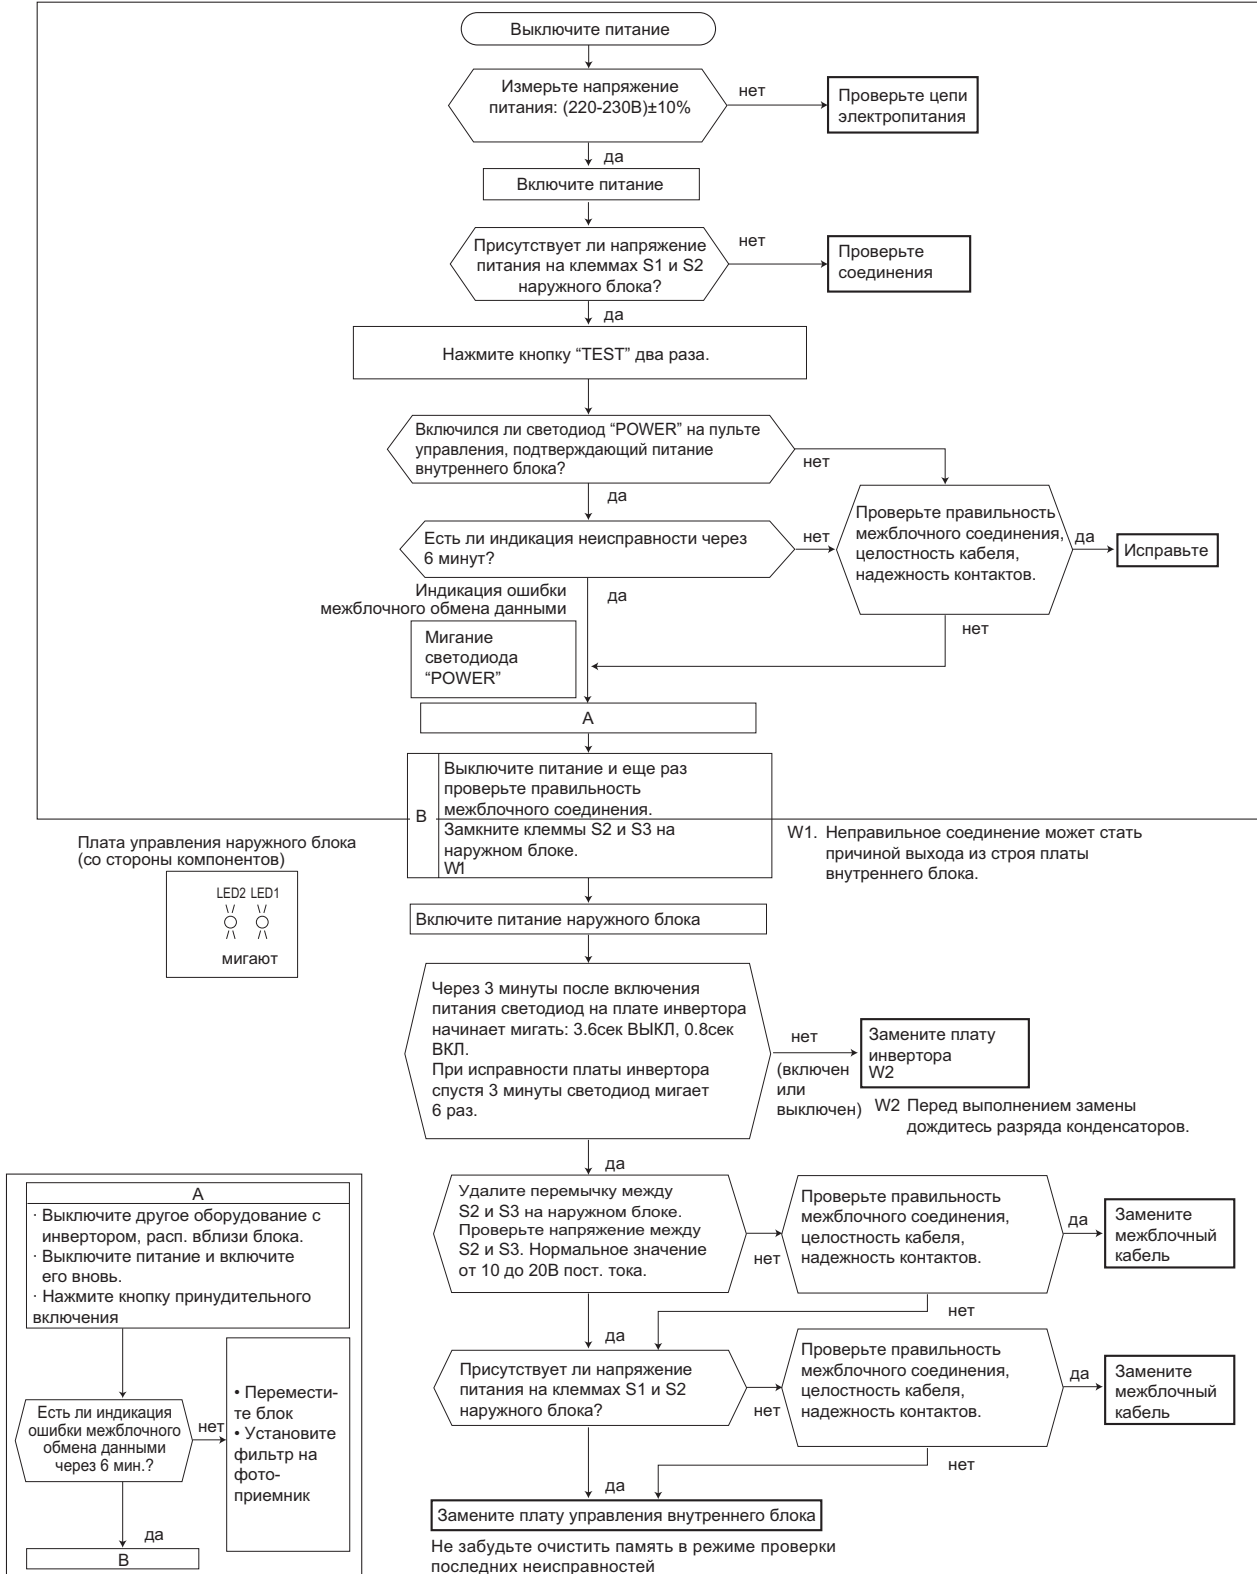 Выключите питание
Измерьте напряжение
питания: (220-230В)±10%
нет
Проверьте цепи
электропитания
да
Включите питание
Присутствует ли напряжение
питания на клеммах S1 и S2
наружного блока?
нет
Проверьте
соединения
да
Нажмите кнопку “TEST” два раза.
Включился ли светодиод “POWER” на пульте
управления, подтверждающий питание
внутреннего блока?
нет
да
Есть ли индикация неисправности через
6 минут?
нет
Проверьте правильность
межблочного соединения,
целостность кабеля,
надежность контактов.
да
Исправьте
Индикация ошибки
межблочного обмена данными
да
нет
Мигание
светодиода
“POWER”
A
B
Выключите питание и еще раз
проверьте правильность
межблочного соединения.
Замкните клеммы S2 и S3 на
наружном блоке.
W1
W1. Неправильное соединение может стать
причиной выхода из строя платы
внутреннего блока.
Плата управления наружного блока
(со стороны компонентов)
LED2 LED1
мигают
Включите питание наружного блока
Через 3 минуты после включения
питания светодиод на плате инвертора
начинает мигать: 3.6сек ВЫКЛ, 0.8сек
ВКЛ.
При исправности платы инвертора
спустя 3 минуты светодиод мигает
6 раз.
нет
(включен
или
выключен)
Замените плату
инвертора
W2
W2 Перед выполнением замены
дождитесь разряда конденсаторов.
да
Удалите перемычку между
S2 и S3 на наружном блоке.
Проверьте напряжение между
S2 и S3. Нормальное значение
от 10 до 20В пост. тока.
нет
Проверьте правильность
межблочного соединения,
целостность кабеля,
надежность контактов.
да
Замените
межблочный
кабель
да
нет
Присутствует ли напряжение
питания на клеммах S1 и S2
наружного блока?
нет
Проверьте правильность
межблочного соединения,
целостность кабеля,
надежность контактов.
да
Замените
межблочный
кабель
да
нет
Замените плату управления внутреннего блока
Не забудьте очистить память в режиме проверки
последних неисправностей
A
· Выключите другое оборудование с
инвертором, расп. вблизи блока.
· Выключите питание и включите
его вновь.
· Нажмите кнопку принудительного
включения
Есть ли индикация
ошибки межблочного
обмена данными
через 6 мин.?
нет
• Перемести-
те блок
• Установите
фильтр на
фото-
приемник
да
B